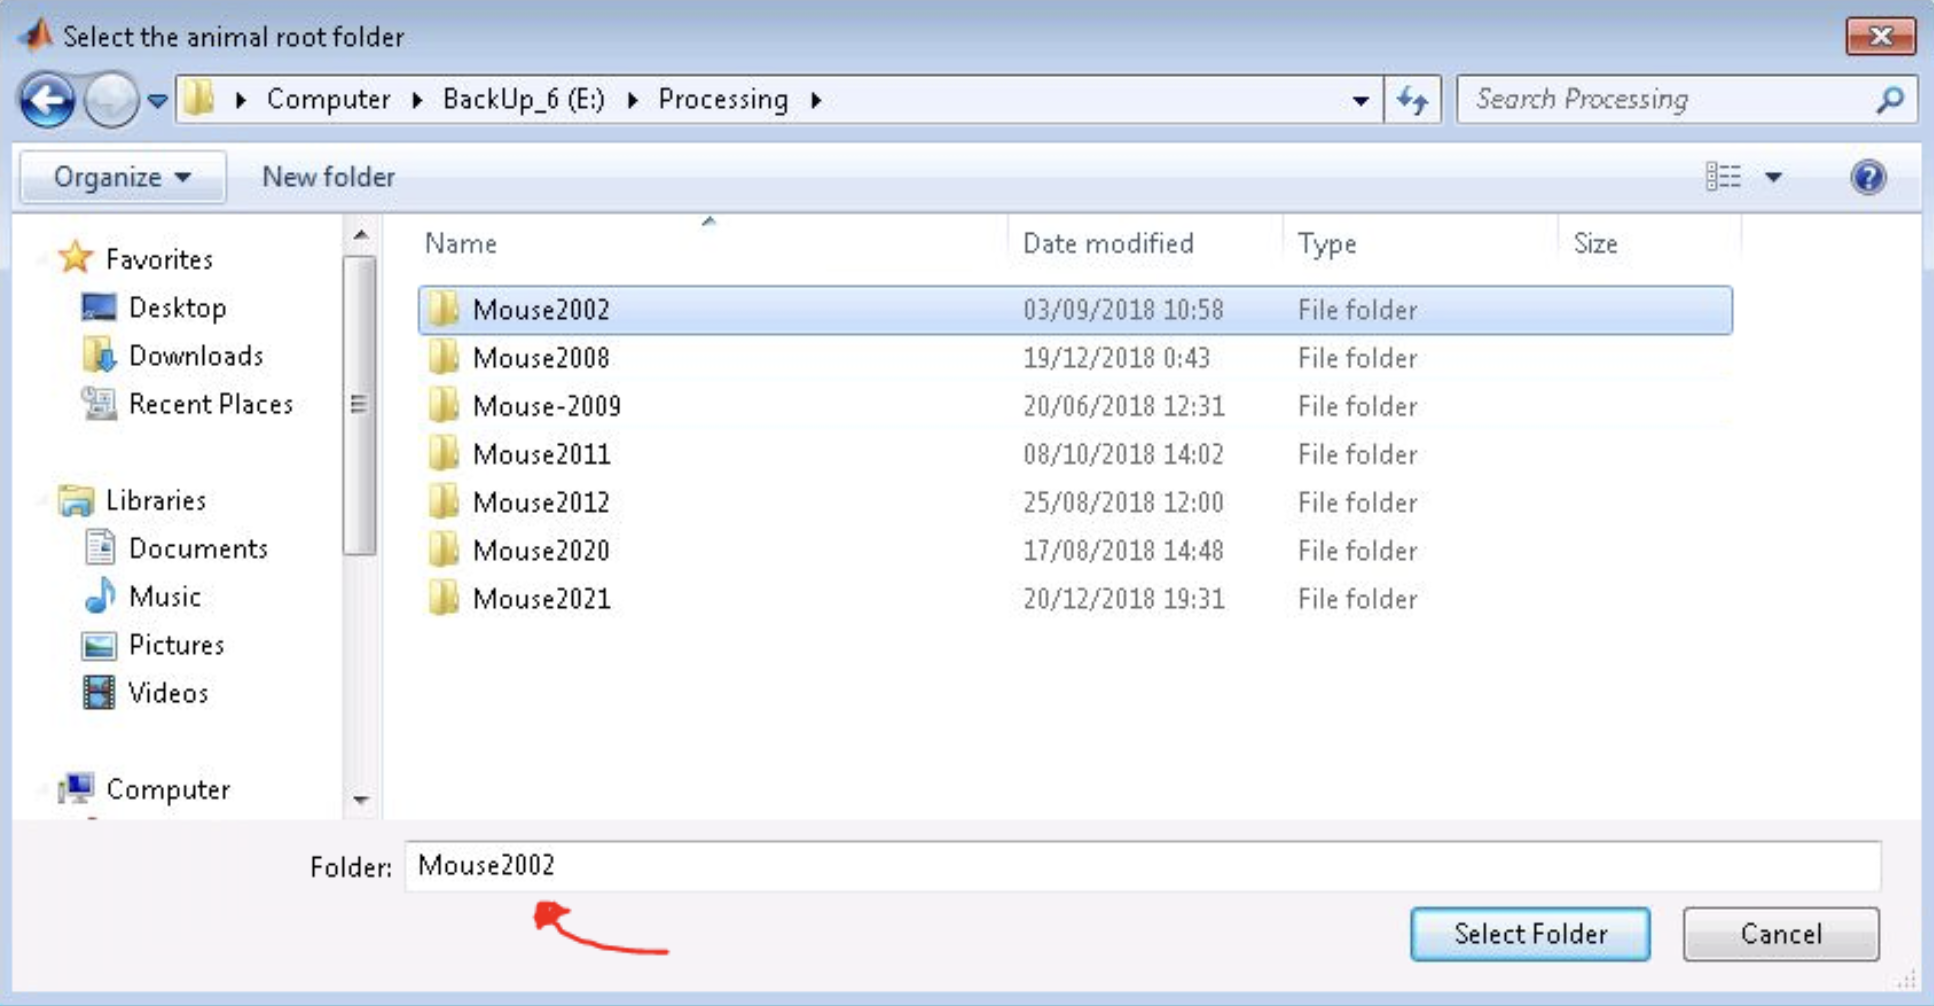 Select the animal root folder
Computer BackUp_6 (E:) Processing
Search Processing
Organize New folder
Name Date modified Type Size
Favorites
Desktop
Downloads
Recent Places
Libraries
Documents
Music
Pictures
Videos
Computer
Mouse2002 03/09/2018 10:58 File folder
Mouse2008 19/12/2018 0:43 File folder
Mouse-2009 20/06/2018 12:31 File folder
Mouse2011 08/10/2018 14:02 File folder
Mouse2012 25/08/2018 12:00 File folder
Mouse2020 17/08/2018 14:48 File folder
Mouse2021 20/12/2018 19:31 File folder
Folder: Mouse2002
Select Folder Cancel